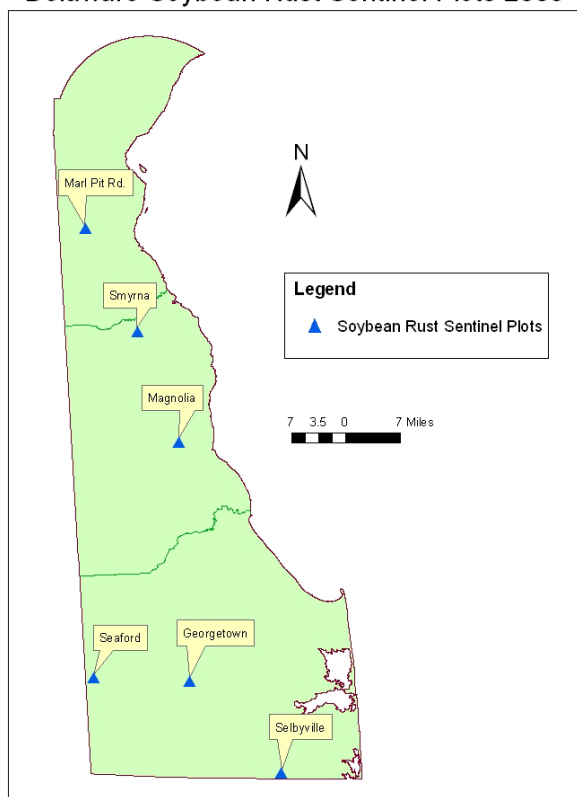 Delaware Soybean Rust Sentinel Plots
Marl Pit Rd.
N
Smyrna
Legend
Soybean Rust Sentinel Plots
Magnolia
7 3.5 0 7 Miles
Seaford
Georgetown
Selbyville